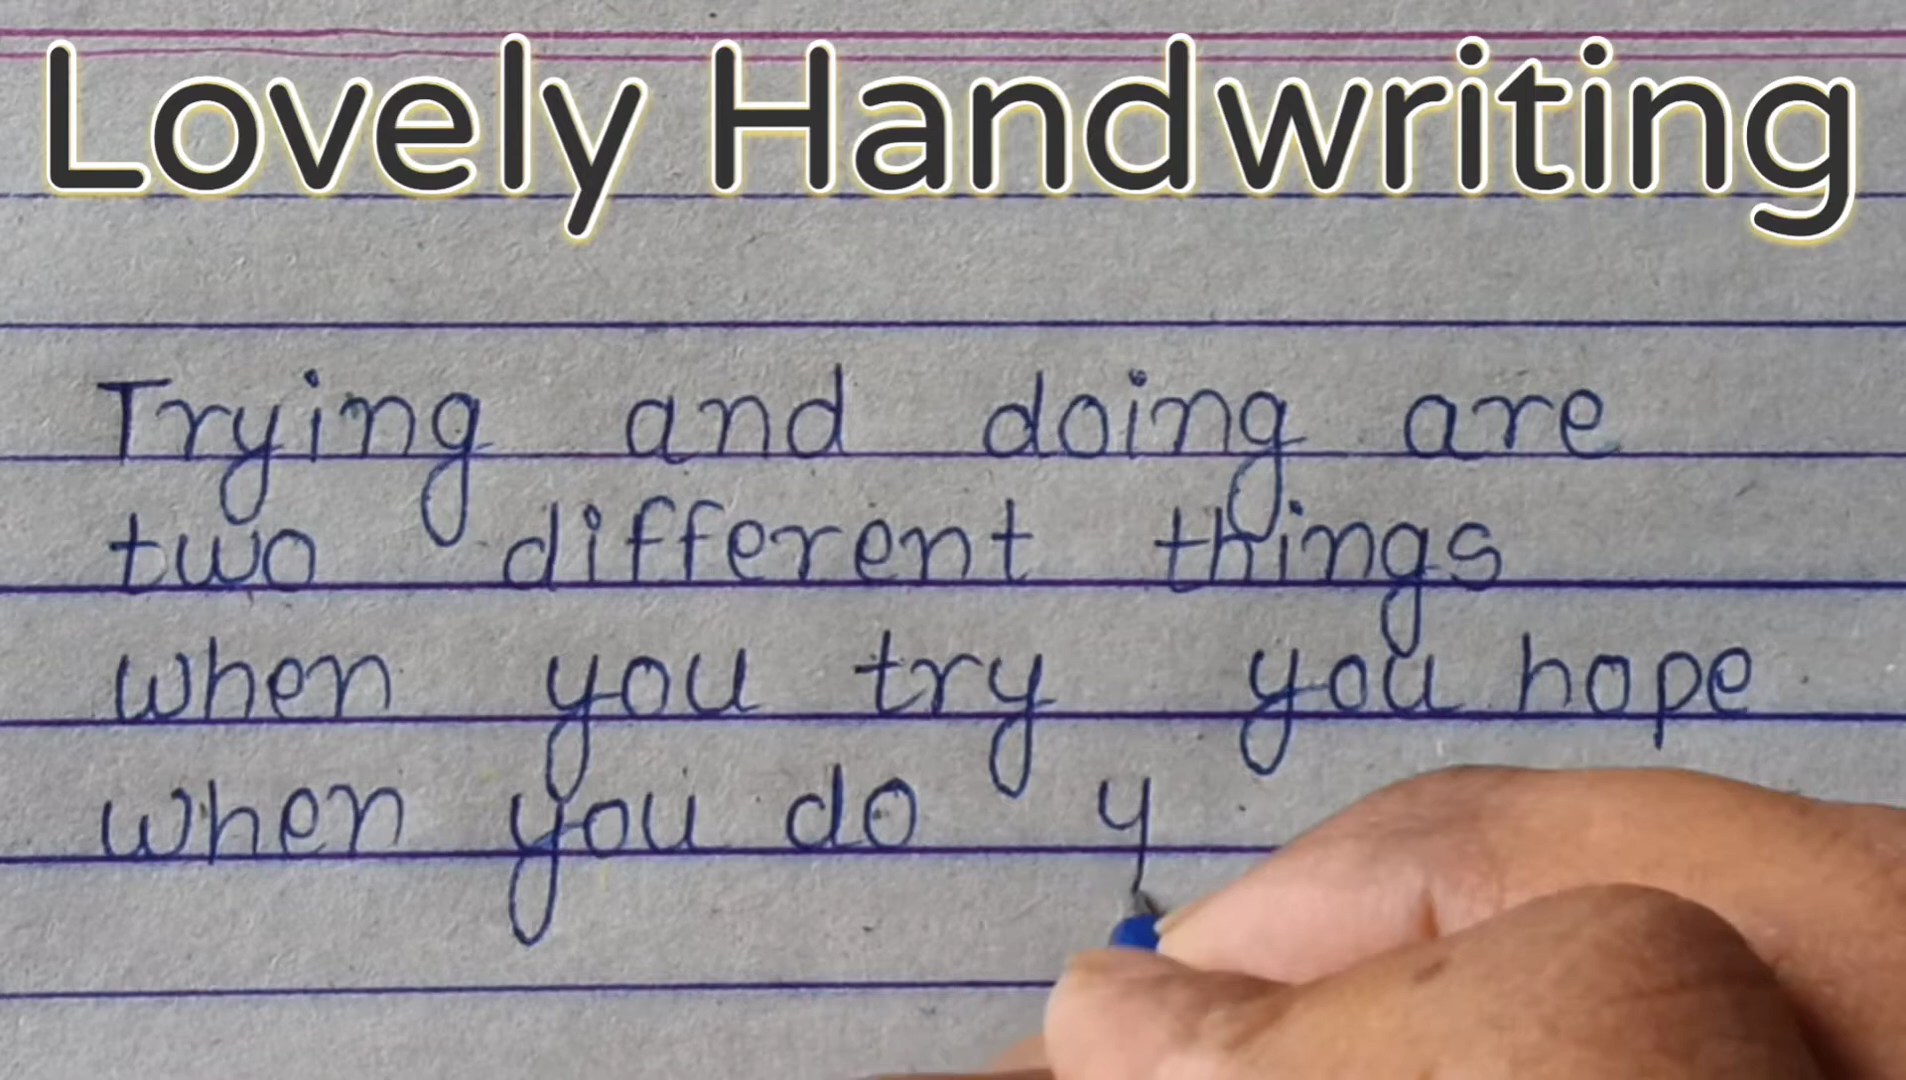 Lovely Handwriting
Trying and doing are
two different things
when you try you hope
when you do y